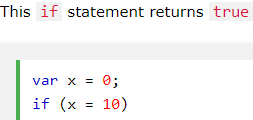 This if statement returns true
var x = 0;
if (x = 10)